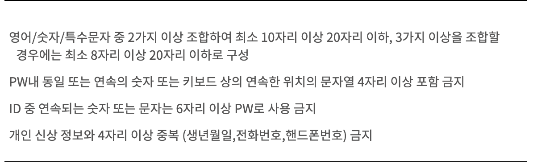 영어/숫자/특수문자 중 2가지 이상 조합하여 최소 10자리 이상 20자리 이하, 3가지 이상을 조합할
경우에는 최소 8자리 이상 20자리 이하로 구성
PW내 동일 또는 연속의 숫자 또는 키보드 상의 연속한 위치의 문자열 4자리 이상 포함 금지
ID 중 연속되는 숫자 또는 문자는 6자리 이상 PW로 사용 금지
개인 신상 정보와 4자리 이상 중복 (생년월일,전화번호,핸드폰번호) 금지